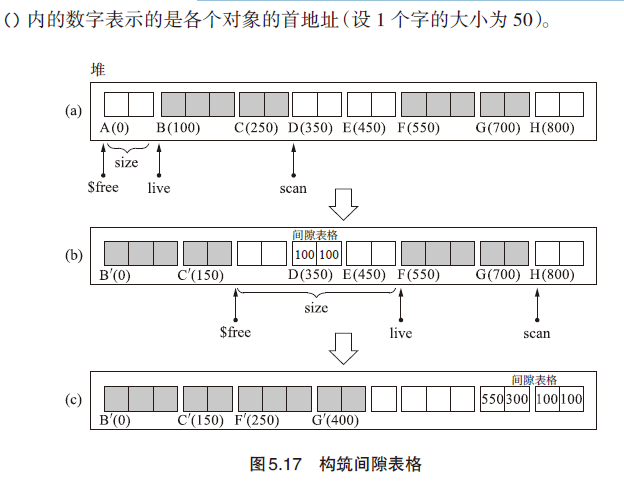 ()内的数字表示的是各个对象的首地址(设 1 个字的大小为 50)。
堆
(a)
A(0) B(100) C(250) D(350) E(450) F(550) G(700) H(800)
size
$free live scan
间隙表格
(b) 100 100
B′(0) C′(150) D(350) E(450) F(550) G(700) H(800)
size
$free live scan
间隙表格
(c) 550 300 100 100
B′(0) C′(150) F′(250) G′(400)
图5.17 构筑间隙表格